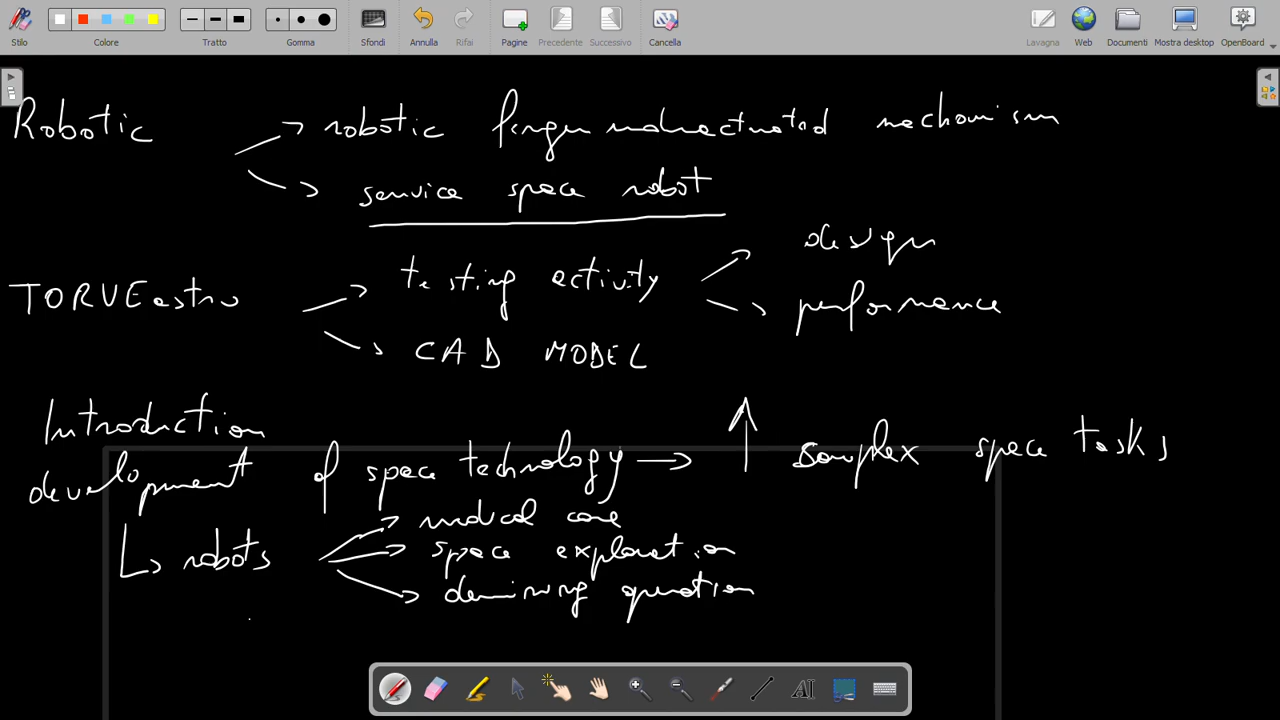 Stilo Colore Tratto Gomma Sfondi Annulla Rifai Pagine Precedente Successivo Cancella Lavagna Web Documenti Mostra desktop OpenBoard
Robotic → robotic finger underactuated mechanism
→ service space robot
TORVEastro → testing activity → design
→ performance
→ CAD MODEL
Introduction
development of space technology → ↑ complex space tasks
↳ robots → medical care
→ space exploration
→ demining operation